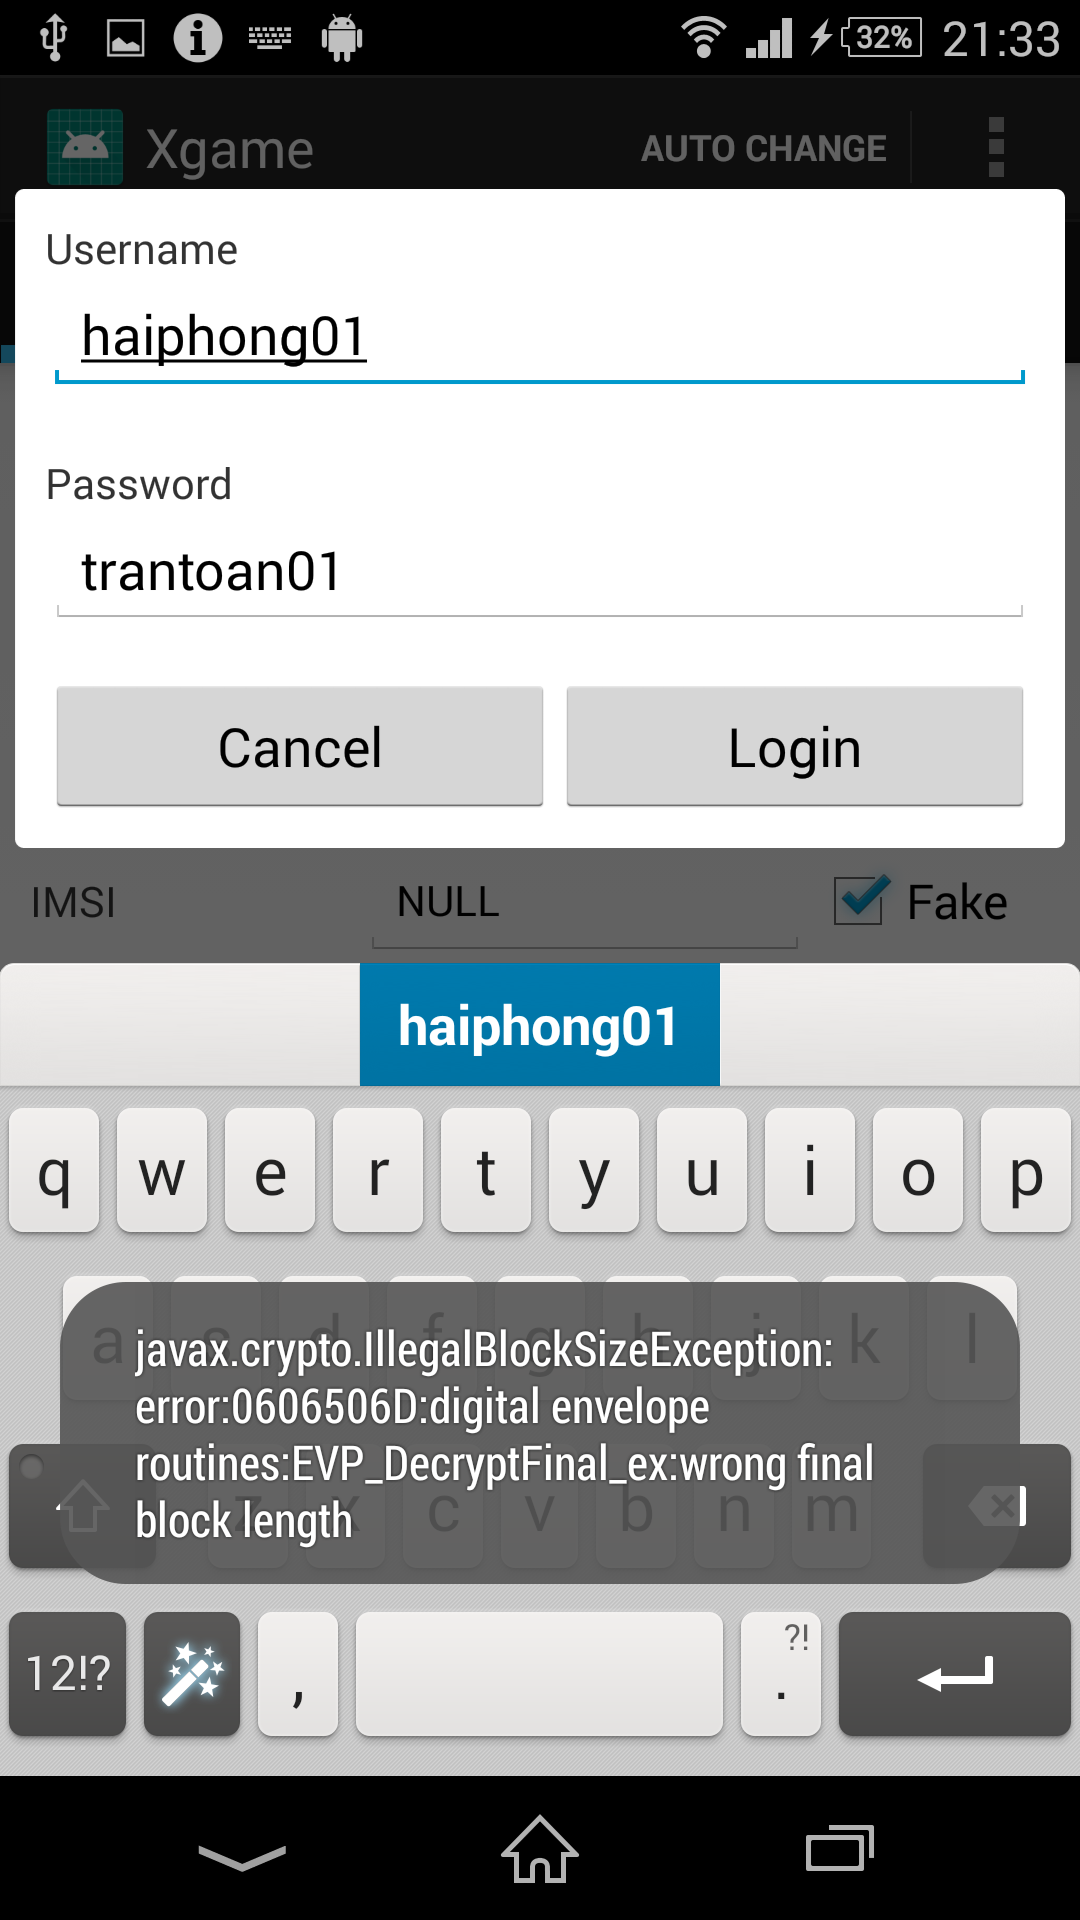 32% 21:33
Xgame AUTO CHANGE
Username
haiphong01
Password
trantoan01
Cancel Login
IMSI NULL Fake
haiphong01
q w e r t y u i o p
a s d f g h j k l
javax.crypto.IllegalBlockSizeException:
error:0606506D:digital envelope
routines:EVP_DecryptFinal_ex:wrong final
block length
z x c v b n m
12!? , . ?!